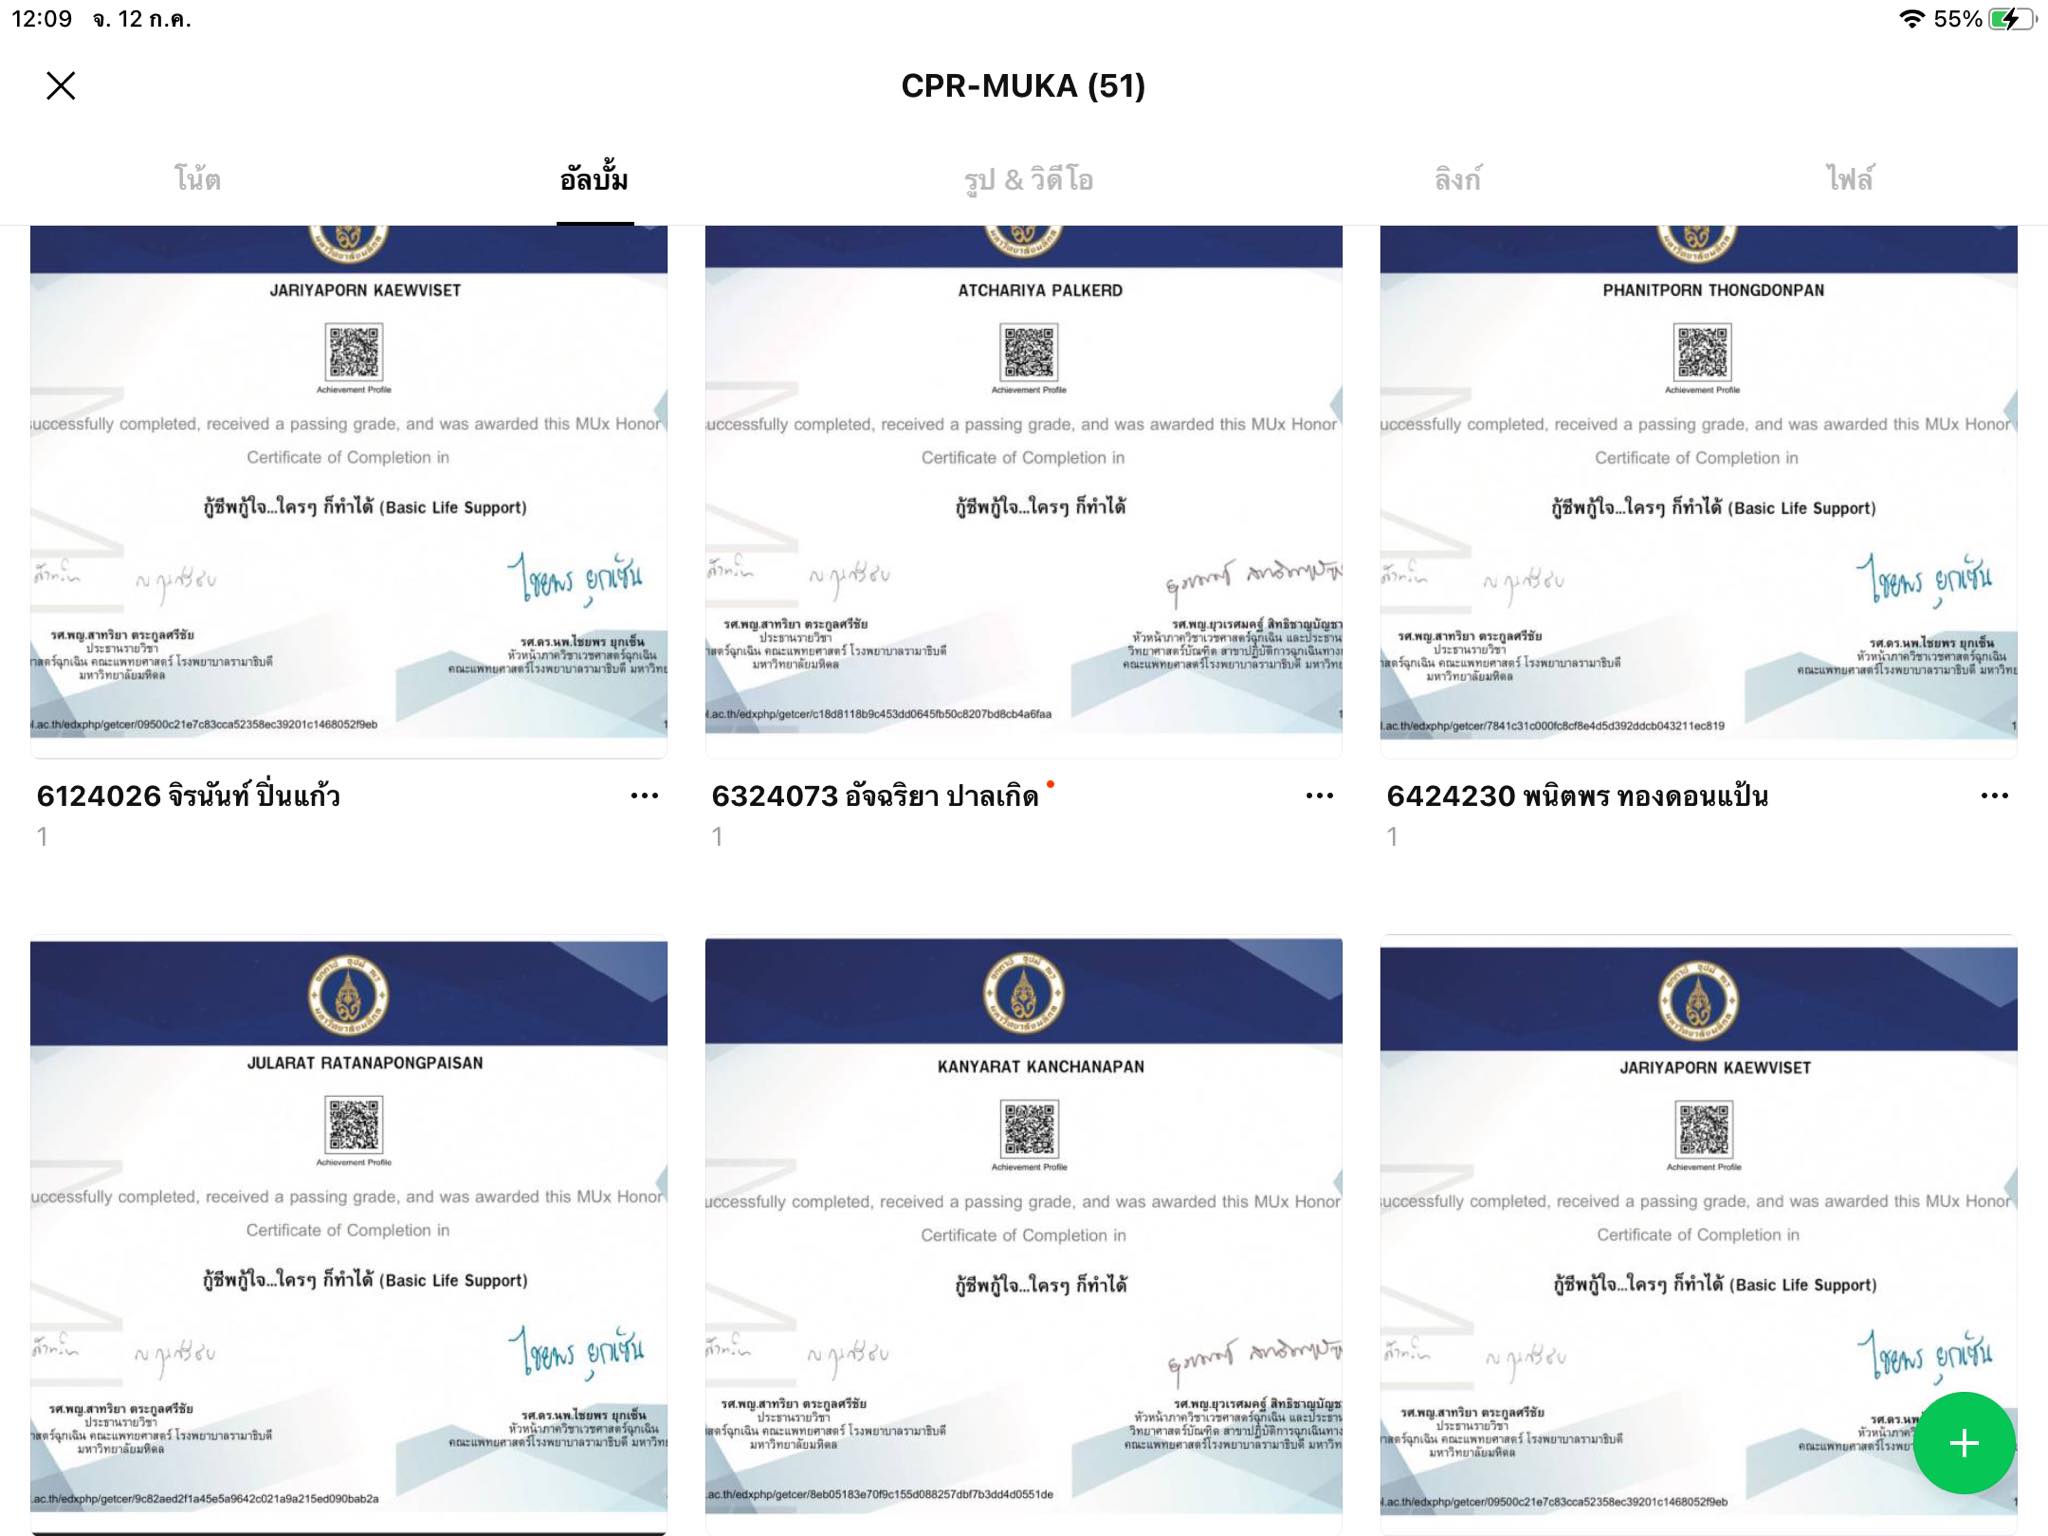 12:09 จ. 12 ก.ค.
55%
CPR-MUKA (51)
โน้ต
อัลบั้ม
รูป & วิดีโอ
ลิงก์
ไฟล์
JARIYAPORN KAEWVISET
Achievement Profile
uccessfully completed, received a passing grade, and was awarded this MUx Honor
Certificate of Completion in
กู้ชีพกู้ใจ...ใครๆ ก็ทำได้ (Basic Life Support)
ไชยพร ยุกเซ็น
รศ.พญ.สาทริยา ตระกูลศรีชัย
ประธานรายวิชา
าสตร์ฉุกเฉิน คณะแพทยศาสตร์ โรงพยาบาลรามาธิบดี
มหาวิทยาลัยมหิดล
รศ.ดร.นพ.ไชยพร ยุกเซ็น
หัวหน้าภาควิชาเวชศาสตร์ฉุกเฉิน
คณะแพทยศาสตร์โรงพยาบาลรามาธิบดี มหาวิทย
l.ac.th/edxphp/getcer/09500c21e7c83cca52358ec39201c1468052f9eb
6124026 จิรนันท์ ปิ่นแก้ว
1
ATCHARIYA PALKERD
Achievement Profile
uccessfully completed, received a passing grade, and was awarded this MUx Honor
Certificate of Completion in
กู้ชีพกู้ใจ...ใครๆ ก็ทำได้
รศ.พญ.สาทริยา ตระกูลศรีชัย
ประธานรายวิชา
าสตร์ฉุกเฉิน คณะแพทยศาสตร์ โรงพยาบาลรามาธิบดี
มหาวิทยาลัยมหิดล
รศ.พญ.ยุวเรศมคฐ์ สิทธิชาญบัญชา
หัวหน้าภาควิชาเวชศาสตร์ฉุกเฉิน และประธาน
วิทยาศาสตร์บัณฑิต สาขาปฏิบัติการฉุกเฉินทาง
คณะแพทยศาสตร์โรงพยาบาลรามาธิบดี มหาวิทย
l.ac.th/edxphp/getcer/c18d8118b9c453dd0645fb50c8207bd8cb4a6faa
6324073 อัจฉริยา ปาลเกิด
1
PHANITPORN THONGDONPAN
Achievement Profile
uccessfully completed, received a passing grade, and was awarded this MUx Honor
Certificate of Completion in
กู้ชีพกู้ใจ...ใครๆ ก็ทำได้ (Basic Life Support)
ไชยพร ยุกเซ็น
รศ.พญ.สาทริยา ตระกูลศรีชัย
ประธานรายวิชา
าสตร์ฉุกเฉิน คณะแพทยศาสตร์ โรงพยาบาลรามาธิบดี
มหาวิทยาลัยมหิดล
รศ.ดร.นพ.ไชยพร ยุกเซ็น
หัวหน้าภาควิชาเวชศาสตร์ฉุกเฉิน
คณะแพทยศาสตร์โรงพยาบาลรามาธิบดี มหาวิทย
l.ac.th/edxphp/getcer/7841c31c000fc8cf8e4d5d392ddcb043211ec819
6424230 พนิตพร ทองดอนแป้น
1
JULARAT RATANAPONGPAISAN
Achievement Profile
uccessfully completed, received a passing grade, and was awarded this MUx Honor
Certificate of Completion in
กู้ชีพกู้ใจ...ใครๆ ก็ทำได้ (Basic Life Support)
ไชยพร ยุกเซ็น
รศ.พญ.สาทริยา ตระกูลศรีชัย
ประธานรายวิชา
าสตร์ฉุกเฉิน คณะแพทยศาสตร์ โรงพยาบาลรามาธิบดี
มหาวิทยาลัยมหิดล
รศ.ดร.นพ.ไชยพร ยุกเซ็น
หัวหน้าภาควิชาเวชศาสตร์ฉุกเฉิน
คณะแพทยศาสตร์โรงพยาบาลรามาธิบดี มหาวิทย
.ac.th/edxphp/getcer/9c82aed2f1a45e5a9642c021a9a215ed090bab2a
KANYARAT KANCHANAPAN
Achievement Profile
uccessfully completed, received a passing grade, and was awarded this MUx Honor
Certificate of Completion in
กู้ชีพกู้ใจ...ใครๆ ก็ทำได้
รศ.พญ.สาทริยา ตระกูลศรีชัย
ประธานรายวิชา
าสตร์ฉุกเฉิน คณะแพทยศาสตร์ โรงพยาบาลรามาธิบดี
มหาวิทยาลัยมหิดล
รศ.พญ.ยุวเรศมคฐ์ สิทธิชาญบัญช
หัวหน้าภาควิชาเวชศาสตร์ฉุกเฉิน และประธาน
วิทยาศาสตร์บัณฑิต สาขาปฏิบัติการฉุกเฉินทาง
คณะแพทยศาสตร์โรงพยาบาลรามาธิบดี มหาวิท
.ac.th/edxphp/getcer/8eb05183e70f9c155d088257dbf7b3dd4d0551de
JARIYAPORN KAEWVISET
Achievement Profile
uccessfully completed, received a passing grade, and was awarded this MUx Honor
Certificate of Completion in
กู้ชีพกู้ใจ...ใครๆ ก็ทำได้ (Basic Life Support)
ไชยพร ยุกเซ็น
รศ.พญ.สาทริยา ตระกูลศรีชัย
ประธานรายวิชา
าสตร์ฉุกเฉิน คณะแพทยศาสตร์ โรงพยาบาลรามาธิบดี
มหาวิทยาลัยมหิดล
รศ.ดร.นพ
หัวหน้าภาควิชา
คณะแพทยศาสตร์โรงพยาบ
l.ac.th/edxphp/getcer/09500c21e7c83cca52358ec39201c1468052f9eb